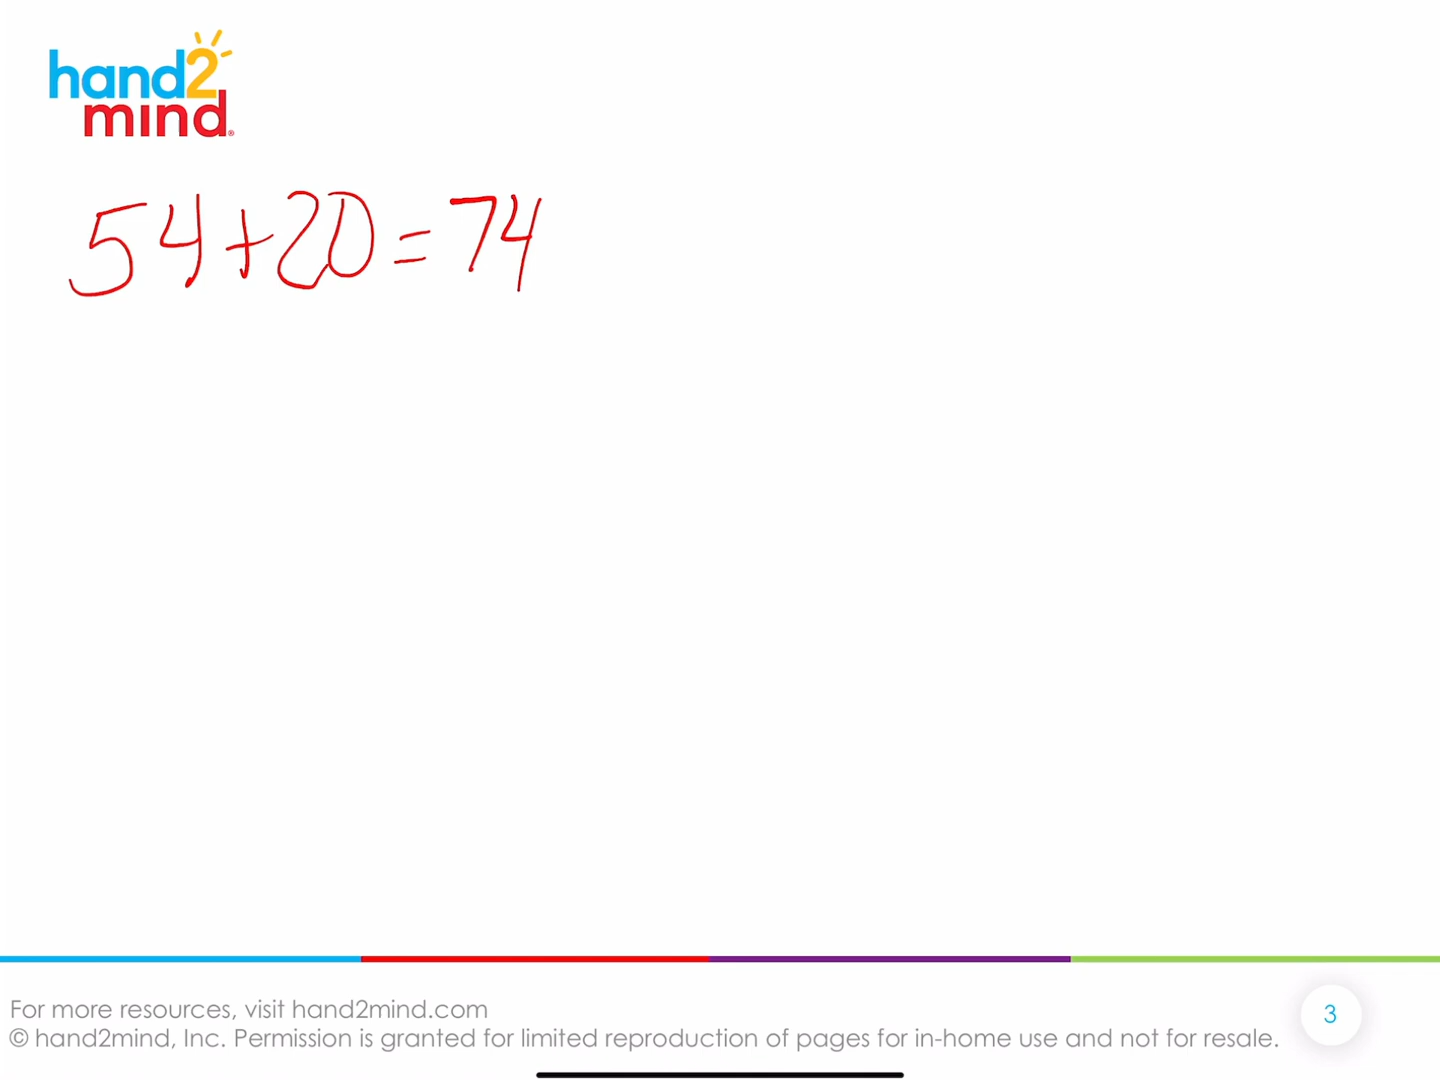 hand2
mind®
54+20=74
For more resources, visit hand2mind.com
© hand2mind, Inc. Permission is granted for limited reproduction of pages for in-home use and not for resale.
3